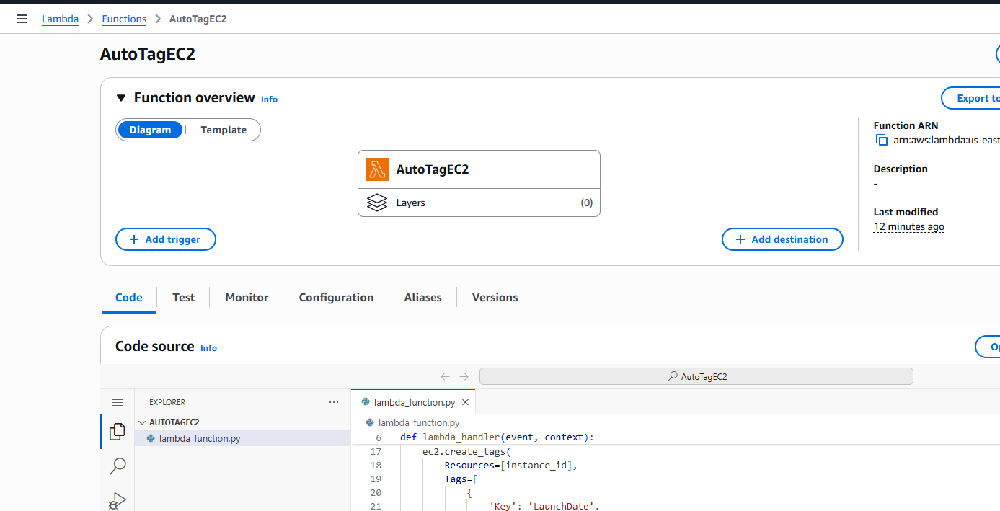 Lambda > Functions > AutoTagEC2
AutoTagEC2
Function overview Info
Export to
Diagram | Template
Function ARN
arn:aws:lambda:us-east
AutoTagEC2
Description
-
Layers (0)
Last modified
12 minutes ago
+ Add trigger
+ Add destination
Code Test Monitor Configuration Aliases Versions
Code source Info
AutoTagEC2
EXPLORER ...
lambda_function.py ×
AUTOTAGEC2
lambda_function.py
lambda_function.py
6 def lambda_handler(event, context):
17 ec2.create_tags(
18 Resources=[instance_id],
19 Tags=[
20 {
21 'Key': 'LaunchDate',